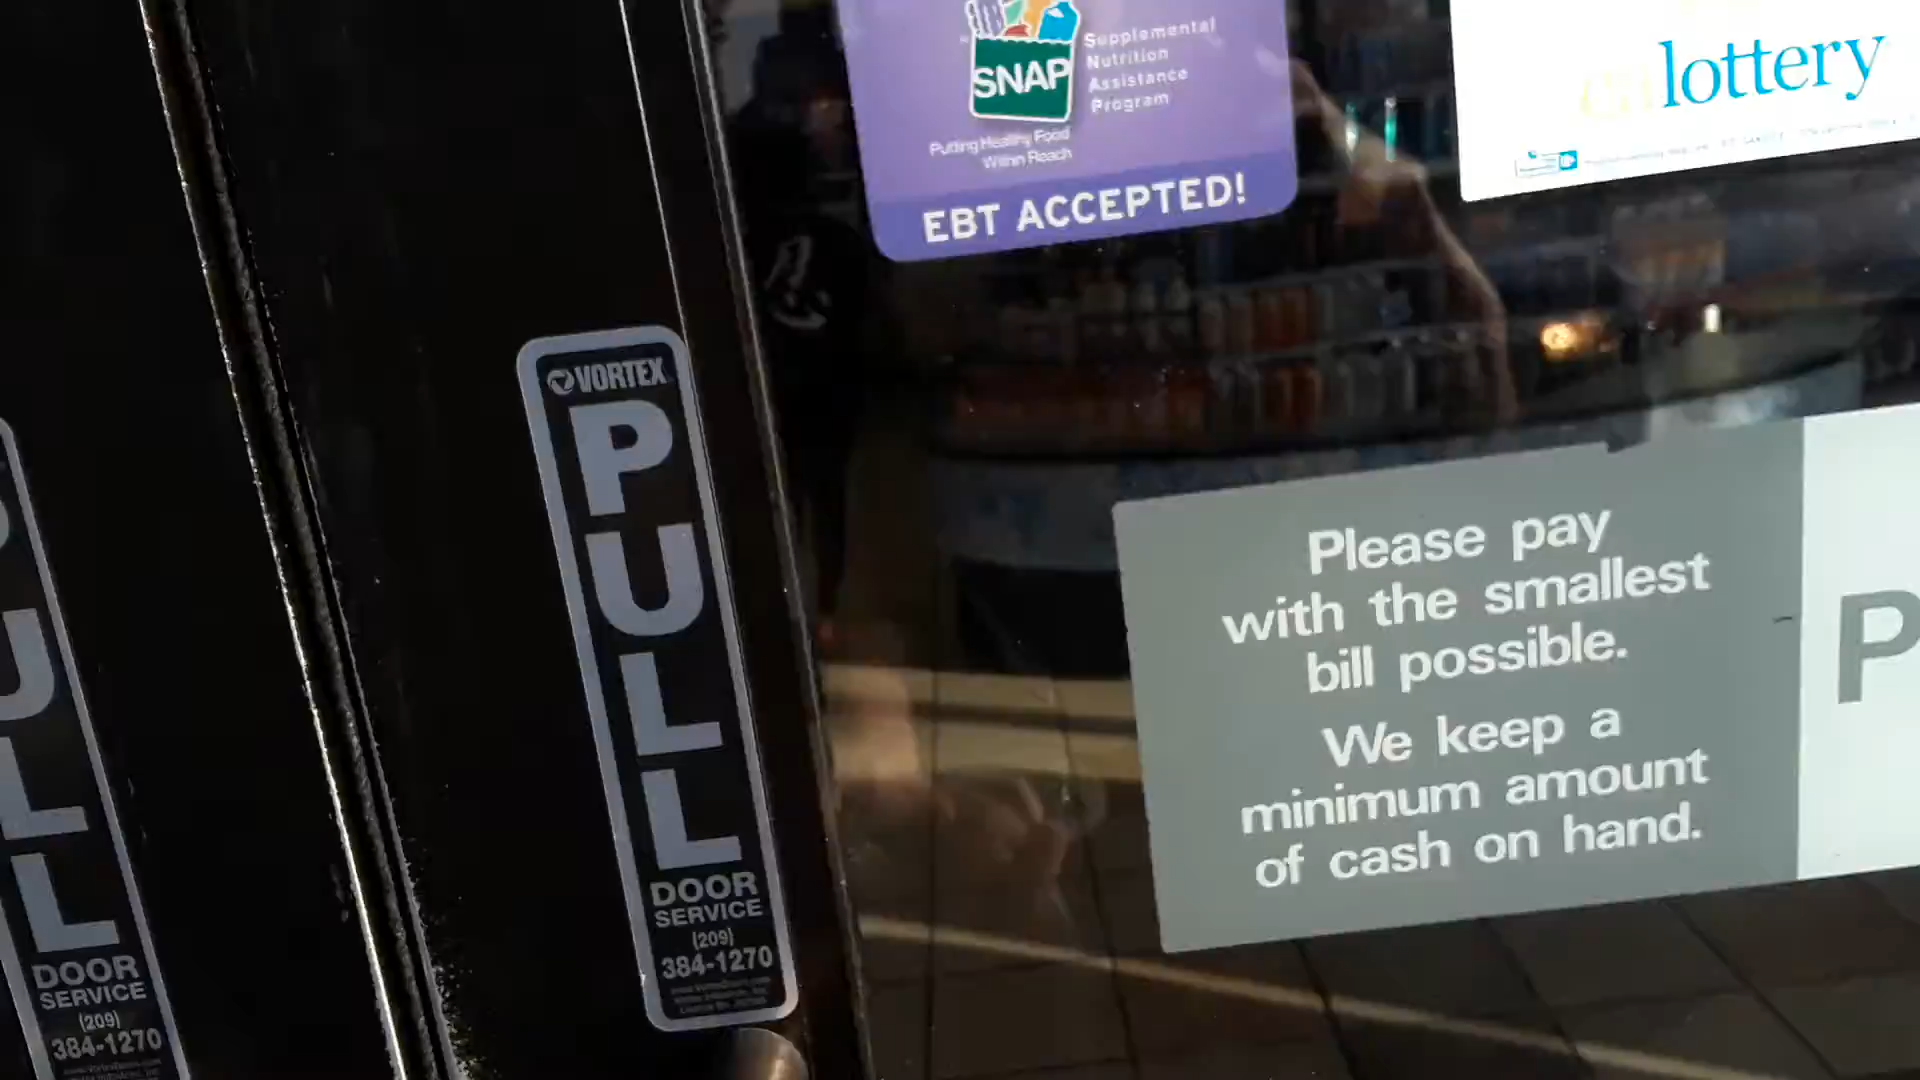 SNAP
Supplemental
Nutrition
Assistance
Program
Putting Healthy Food
Within Reach
EBT ACCEPTED!
calottery
VORTEX
PULL
DOOR
SERVICE
(209)
384-1270
Please pay
with the smallest
bill possible.
We keep a
minimum amount
of cash on hand.
P
ULL
DOOR
SERVICE
(209)
384-1270